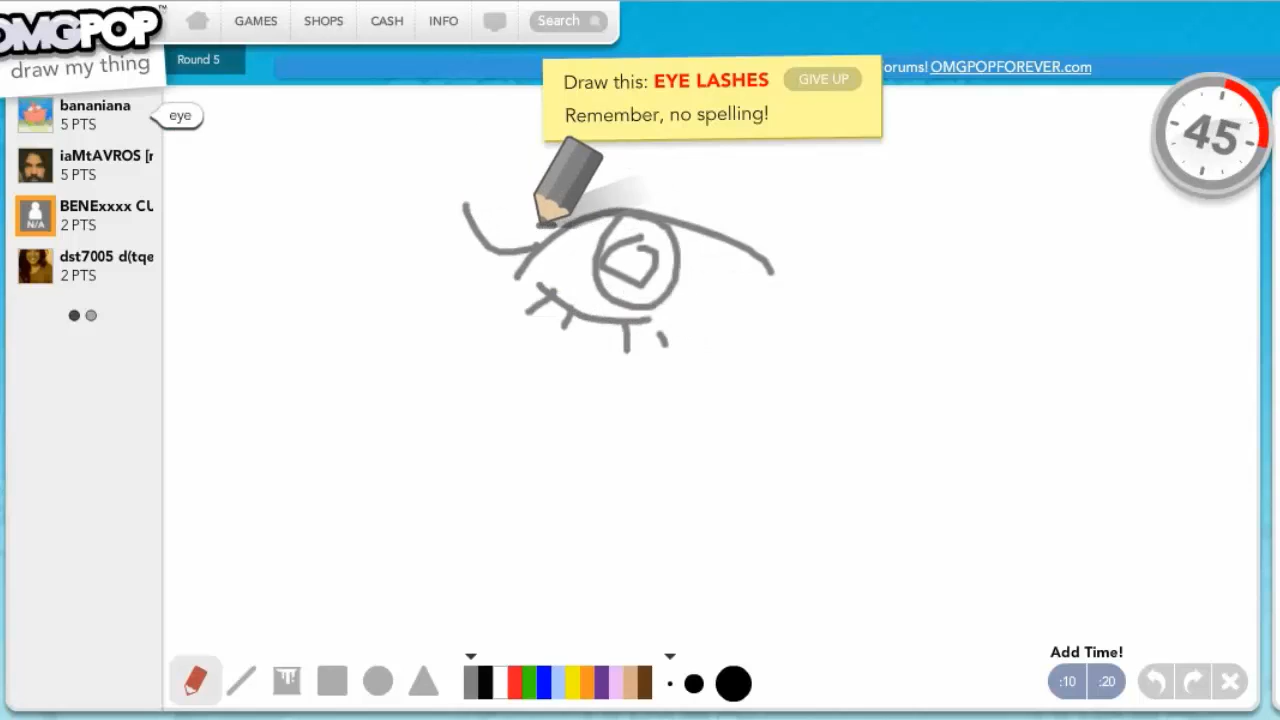 OMGPOP™
draw my thing
GAMES
SHOPS
CASH
INFO
Search
Round 5
orums! OMGPOPFOREVER.com
Draw this: EYE LASHES
GIVE UP
Remember, no spelling!
45
bananiana
5 PTS
eye
iaMtAVROS [r
5 PTS
N/A
BENExxxx CU
2 PTS
dst7005 d(tqe
2 PTS
Add Time!
:10
:20